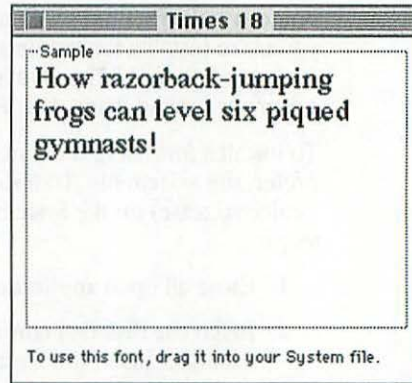 Times 18
Sample
How razorback-jumping
frogs can level six piqued
gymnasts!
To use this font, drag it into your System file.